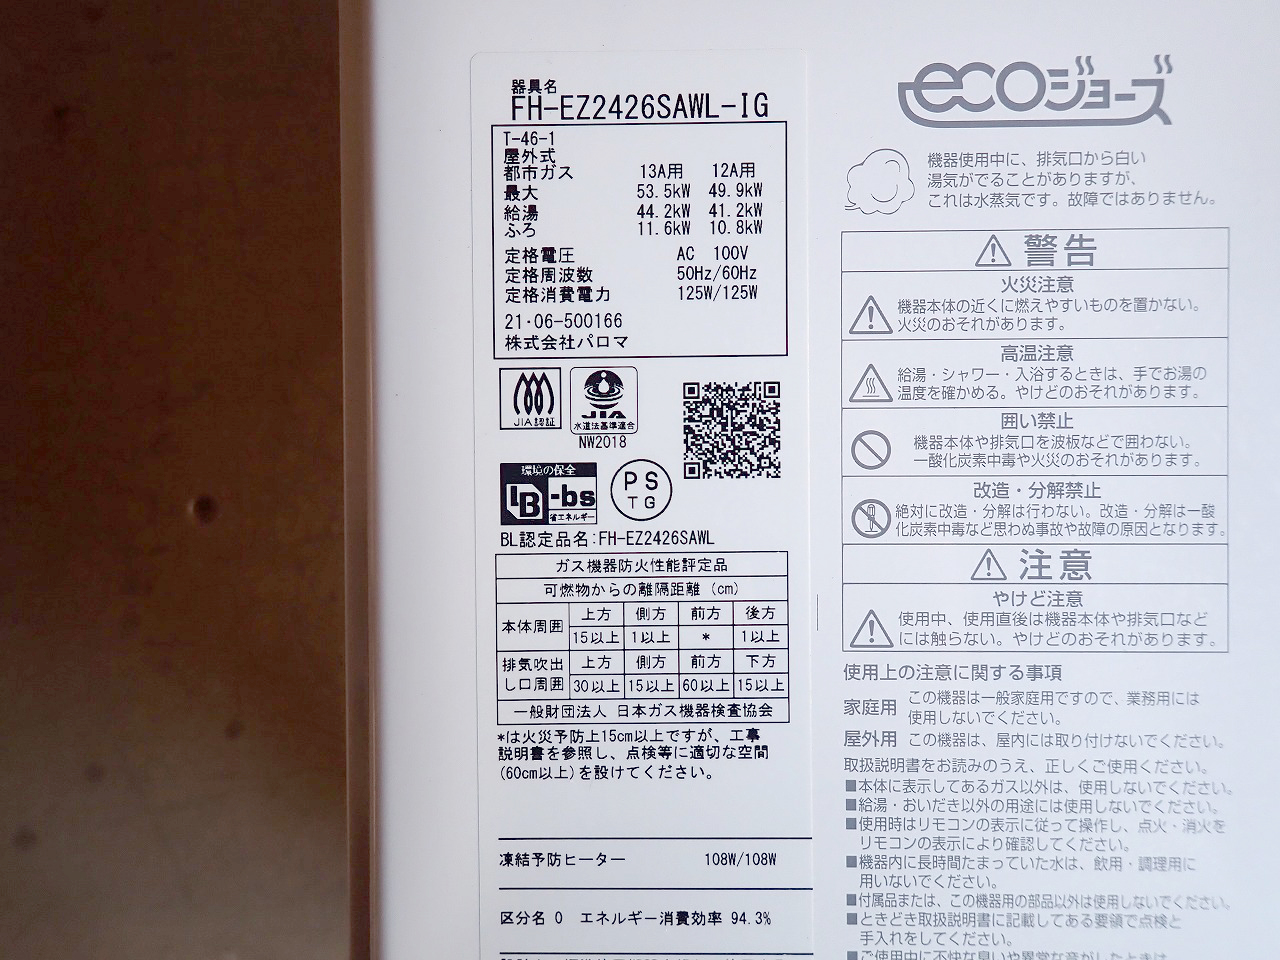 器具名
FH-EZ2426SAWL-IG
T-46-1
屋外式
都市ガス 13A用 12A用
最大 53.5kW 49.9kW
給湯 44.2kW 41.2kW
ふろ 11.6kW 10.8kW
定格電圧 AC 100V
定格周波数 50Hz/60Hz
定格消費電力 125W/125W
21·06-500166
株式会社パロマ
JIA認証
JIA
水道法基準適合
NW2018
環境の保全
BL-bs
省エネルギー
PS
TG
BL認定品名:FH-EZ2426SAWL
ガス機器防火性能評定品
可燃物からの離隔距離 (cm)
本体周囲 上方 側方 前方 後方
15以上 1以上 * 1以上
排気吹出し口周囲 上方 側方 前方 下方
30以上 15以上 60以上 15以上
一般財団法人 日本ガス機器検査協会
*は火災予防上15cm以上ですが、工事
説明書を参照し、点検等に適切な空間
(60cm以上)を設けてください。
凍結予防ヒーター 108W/108W
区分名 O エネルギー消費効率 94.3%
ecoジョーズ
機器使用中に、排気口から白い
湯気がでることがありますが、
これは水蒸気です。故障ではありません。
警告
火災注意
機器本体の近くに燃えやすいものを置かない。
火災のおそれがあります。
高温注意
給湯・シャワー・入浴するときは、手でお湯の
温度を確かめる。やけどのおそれがあります。
囲い禁止
機器本体や排気口を波板などで囲わない。
一酸化炭素中毒や火災のおそれがあります。
改造・分解禁止
絶対に改造・分解は行わない。改造・分解は一酸
化炭素中毒など思わぬ事故や故障の原因となります。
注意
やけど注意
使用中、使用直後は機器本体や排気口など
には触らない。やけどのおそれがあります。
使用上の注意に関する事項
家庭用 この機器は一般家庭用ですので、業務用には
使用しないでください。
屋外用 この機器は、屋内には取り付けないでください。
取扱説明書をお読みのうえ、正しくご使用ください。
■本体に表示してあるガス以外は、使用しないでください。
■給湯・おいだき以外の用途には使用しないでください。
■使用時はリモコンの表示に従って操作し、点火・消火を
リモコンの表示により確認してください。
■機器内に長時間たまっていた水は、飲用・調理用に
用いないでください。
■付属品または、この機器用の部品以外は使用しないでください。
■ときどき取扱説明書に記載してある要領で点検と
手入れをしてください。
■ご使用中に不快な臭いや異常な音がしたときは